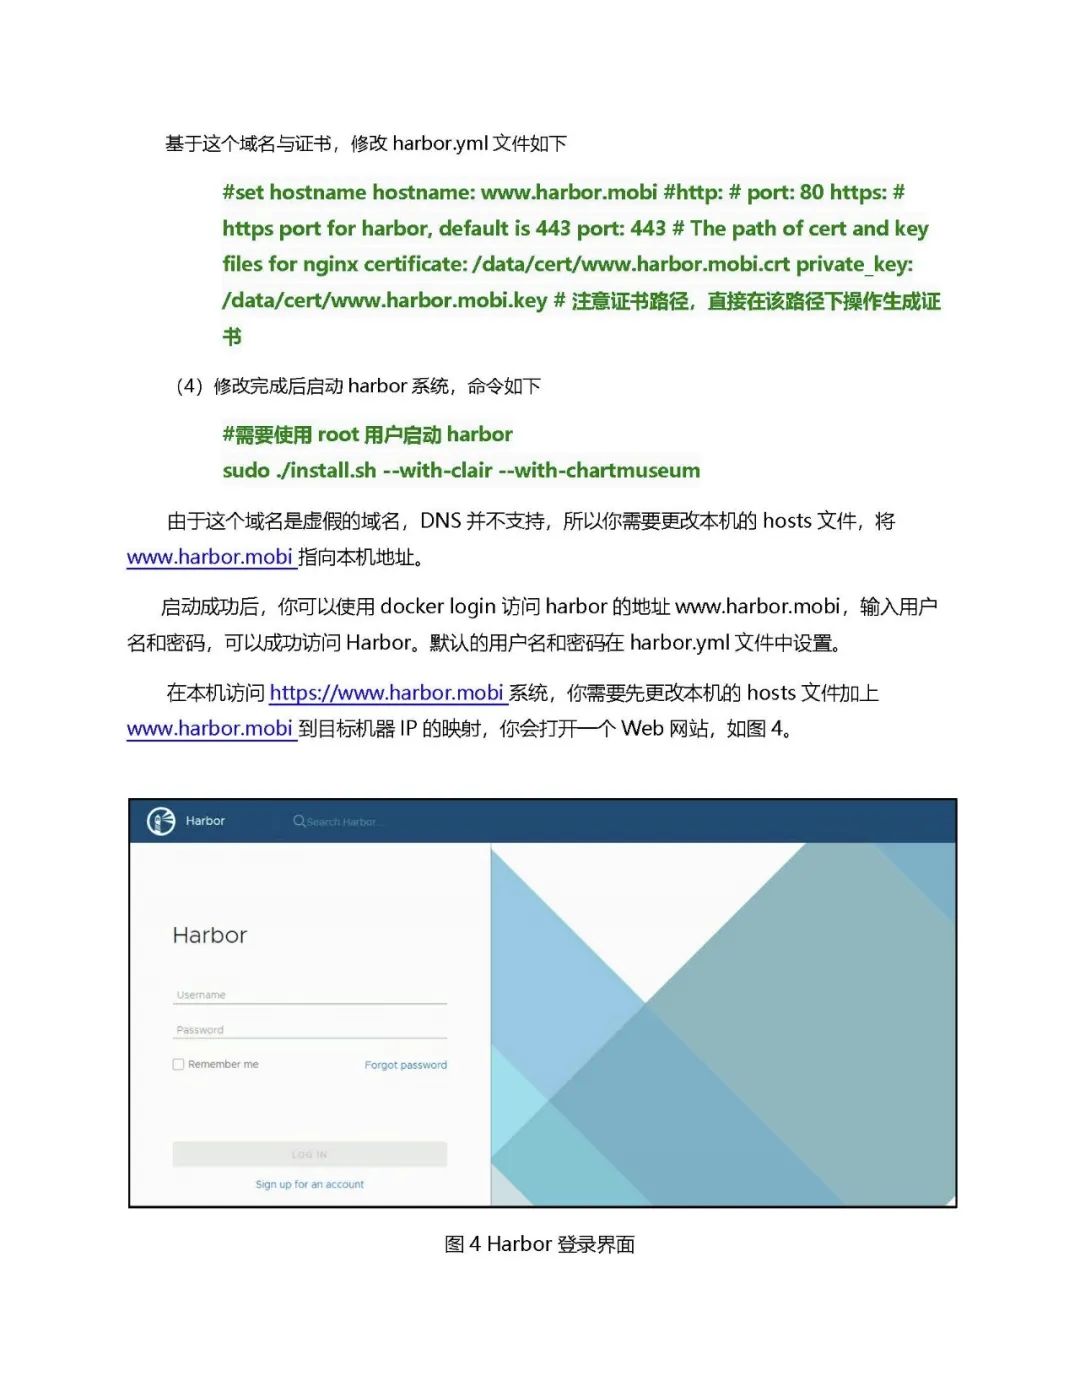 基于这个域名与证书，修改 harbor.yml 文件如下
#set hostname hostname: www.harbor.mobi #http: # port: 80 https: #
https port for harbor, default is 443 port: 443 # The path of cert and key
files for nginx certificate: /data/cert/www.harbor.mobi.crt private_key:
/data/cert/www.harbor.mobi.key # 注意证书路径，直接在该路径下操作生成证
书
（4）修改完成后启动 harbor 系统，命令如下
#需要使用 root 用户启动 harbor
sudo ./install.sh --with-clair --with-chartmuseum
由于这个域名是虚假的域名，DNS 并不支持，所以你需要更改本机的 hosts 文件，将
www.harbor.mobi 指向本机地址。
启动成功后，你可以使用 docker login 访问 harbor 的地址 www.harbor.mobi，输入用户
名和密码，可以成功访问 Harbor。默认的用户名和密码在 harbor.yml 文件中设置。
在本机访问 https://www.harbor.mobi 系统，你需要先更改本机的 hosts 文件加上
www.harbor.mobi 到目标机器 IP 的映射，你会打开一个 Web 网站，如图 4。
Harbor
Search Harbor...
Harbor
Username
Password
Remember me
Forgot password
LOG IN
Sign up for an account
图 4 Harbor 登录界面